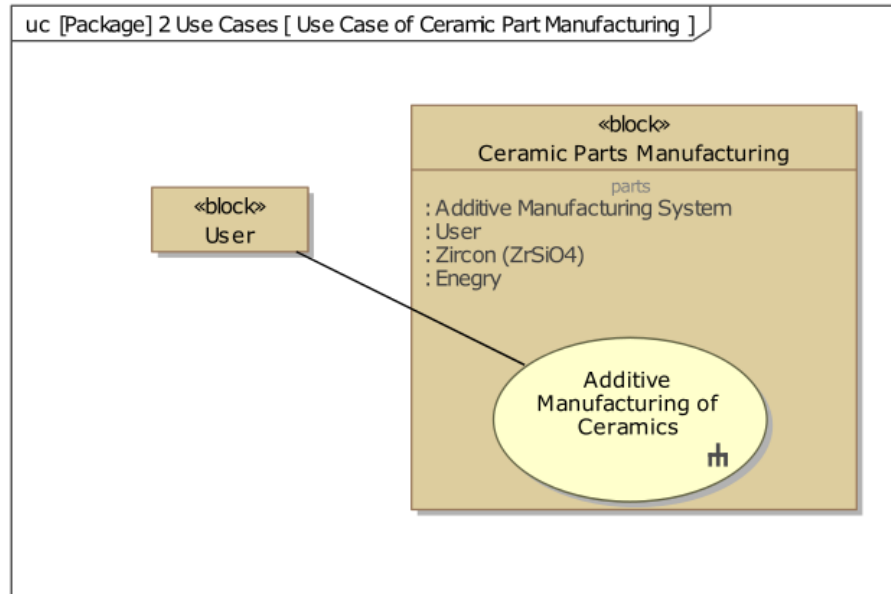 uc [Package] 2 Use Cases [ Use Case of Ceramic Part Manufacturing ]
«block»
Ceramic Parts Manufacturing
parts
: Additive Manufacturing System
: User
: Zircon (ZrSiO4)
: Enegry
«block»
User
Additive
Manufacturing of
Ceramics